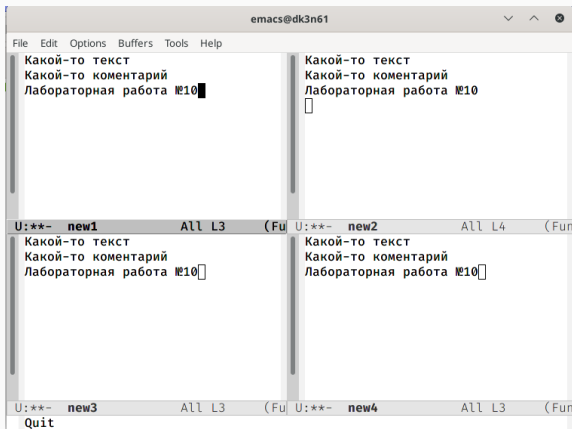 emacs@dk3n61
File Edit Options Buffers Tools Help
Какой-то текст
Какой-то коментарий
Лабораторная работа №10
U:**- new1 All L3 (Fu
Какой-то текст
Какой-то коментарий
Лабораторная работа №10
U:**- new2 All L4 (Fun
Какой-то текст
Какой-то коментарий
Лабораторная работа №10
U:**- new3 All L3 (Fu
Какой-то текст
Какой-то коментарий
Лабораторная работа №10
U:**- new4 All L3 (Fun
Quit